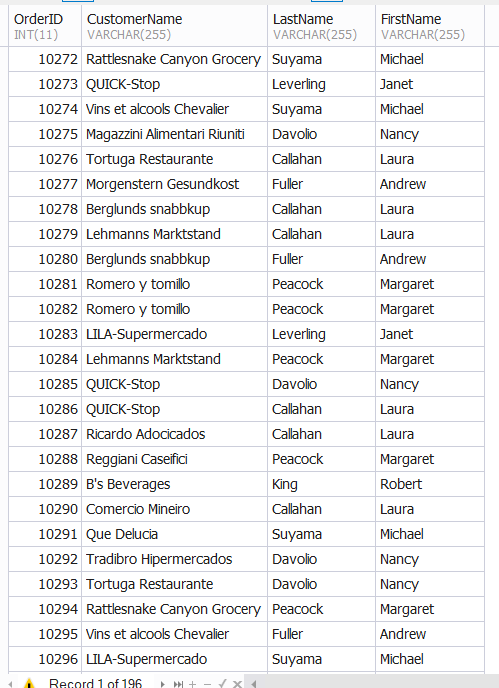 OrderID CustomerName LastName FirstName
INT(11) VARCHAR(255) VARCHAR(255) VARCHAR(255)
10272 Rattlesnake Canyon Grocery Suyama Michael
10273 QUICK-Stop Leverling Janet
10274 Vins et alcools Chevalier Suyama Michael
10275 Magazzini Alimentari Riuniti Davolio Nancy
10276 Tortuga Restaurante Callahan Laura
10277 Morgenstern Gesundkost Fuller Andrew
10278 Berglunds snabbkup Callahan Laura
10279 Lehmanns Marktstand Callahan Laura
10280 Berglunds snabbkup Fuller Andrew
10281 Romero y tomillo Peacock Margaret
10282 Romero y tomillo Peacock Margaret
10283 LILA-Supermercado Leverling Janet
10284 Lehmanns Marktstand Peacock Margaret
10285 QUICK-Stop Davolio Nancy
10286 QUICK-Stop Callahan Laura
10287 Ricardo Adocicados Callahan Laura
10288 Reggiani Caseifici Peacock Margaret
10289 B's Beverages King Robert
10290 Comercio Mineiro Callahan Laura
10291 Que Delucia Suyama Michael
10292 Tradibro Hipermercados Davolio Nancy
10293 Tortuga Restaurante Davolio Nancy
10294 Rattlesnake Canyon Grocery Peacock Margaret
10295 Vins et alcools Chevalier Fuller Andrew
10296 LILA-Supermercado Suyama Michael
Record 1 of 196